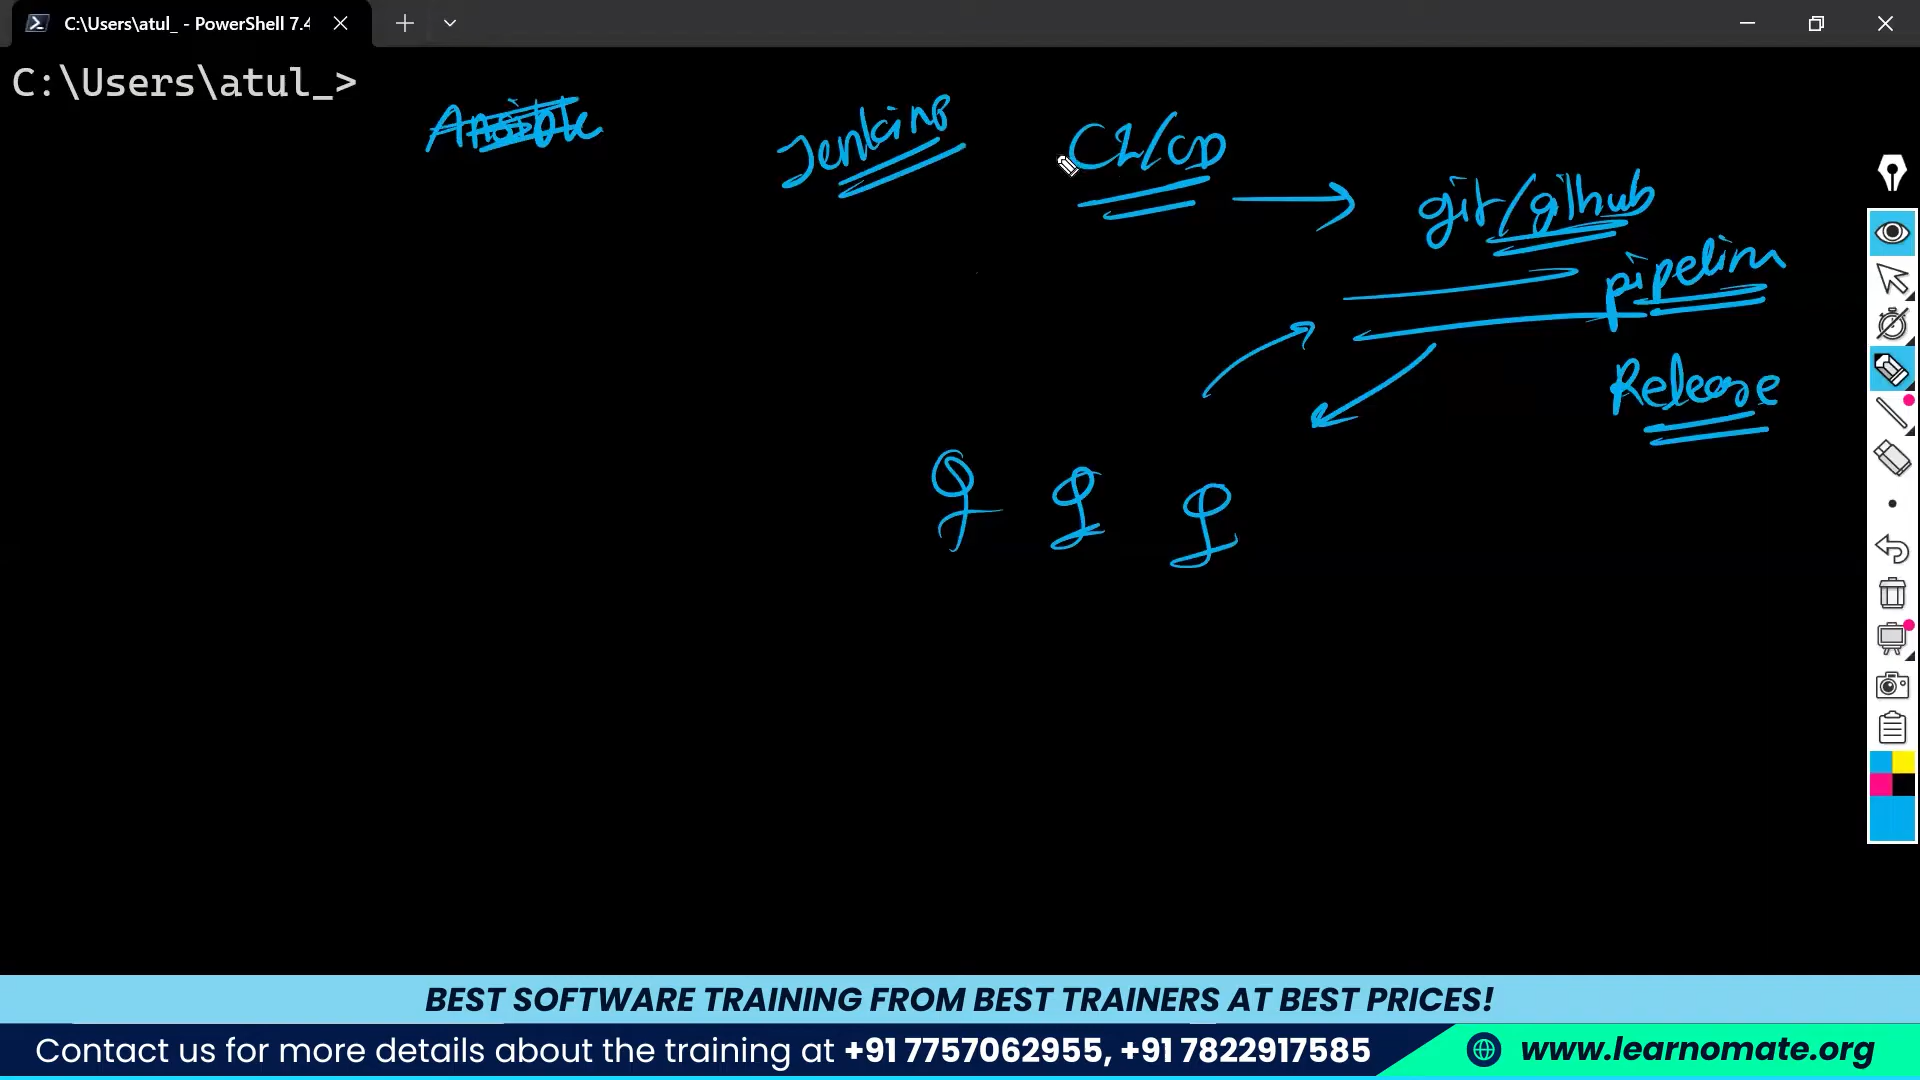 C:\Users\atul_ - PowerShell 7.4
C:\Users\atul_>
Ansible
Jenkins
CI/CD
git/github
pipelin
Release
BEST SOFTWARE TRAINING FROM BEST TRAINERS AT BEST PRICES!
Contact us for more details about the training at +91 7757062955, +91 7822917585
www.learnomate.org